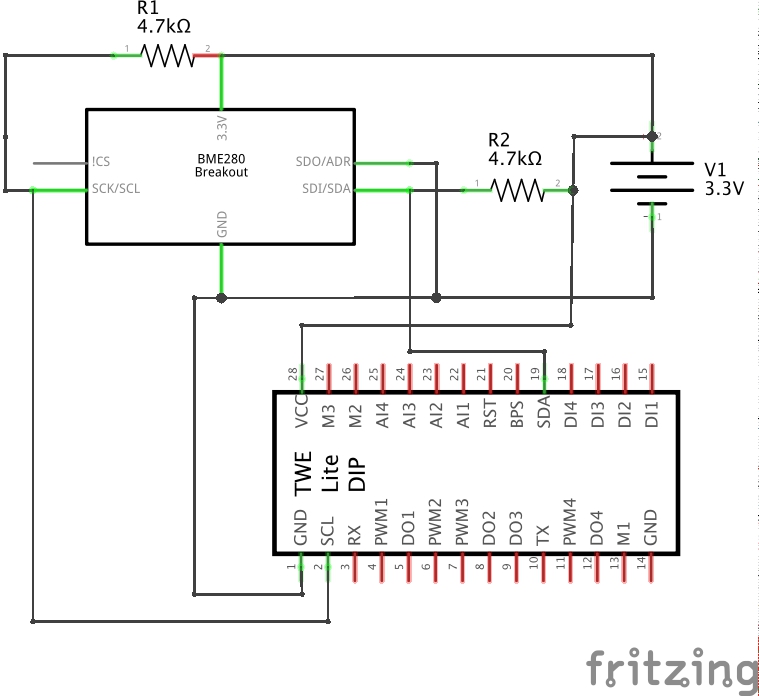 R1
4.7kΩ
1
2
3.3V
!CS
BME280
Breakout
SDO/ADR
SCK/SCL
SDI/SDA
GND
R2
4.7kΩ
1
2
2
V1
3.3V
1
28 27 26 25 24 23 22 21 20 19 18 17 16 15
VCC M3 M2 AI4 AI3 AI2 AI1 RST BPS SDA DI4 DI3 DI2 DI1
TWE
Lite
DIP
GND SCL RX PWM1 DO1 PWM2 PWM3 DO2 DO3 TX PWM4 DO4 M1 GND
1 2 3 4 5 6 7 8 9 10 11 12 13 14
fritzing